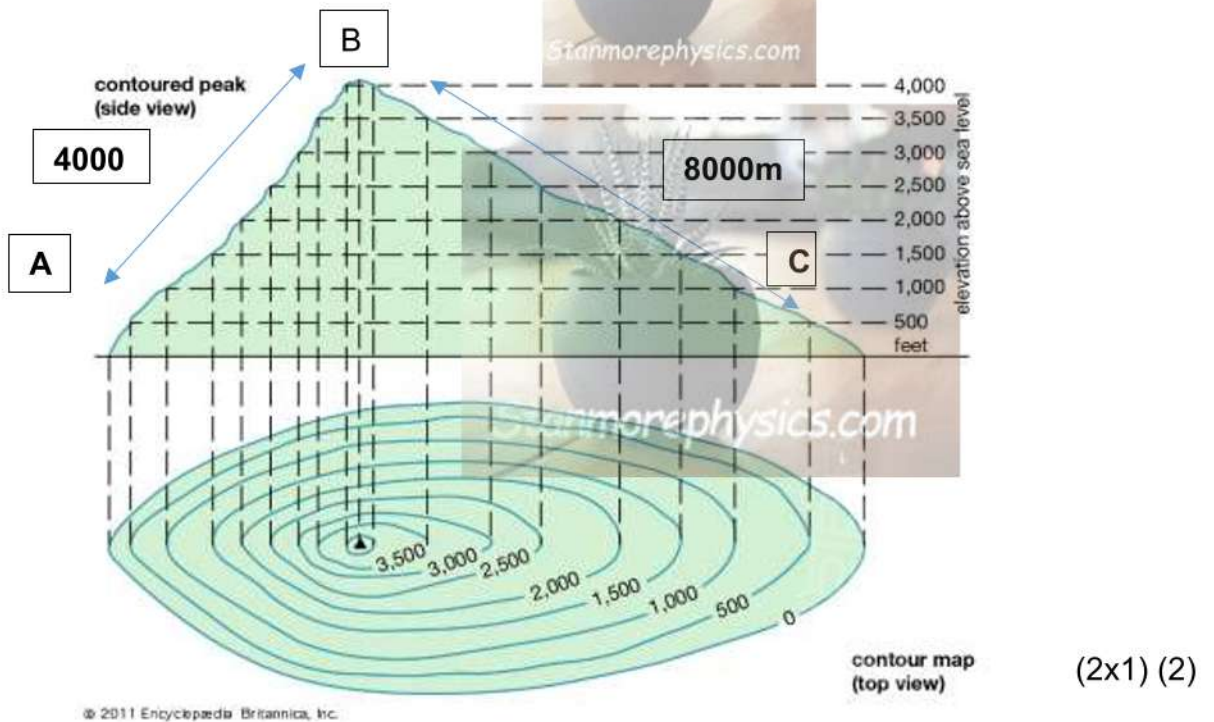 B
Stanmorephysics.com
contoured peak
(side view)
4,000
3,500
4000
3,000
8000m
2,500
2,000
A
1,500
C
1,000
500
feet
elevation above sea level
Stanmorephysics.com
3,500
3,000
2,500
2,000
1,500
1,000
500
0
contour map
(top view)
(2x1) (2)
© 2011 Encyclopædia Britannica, Inc.